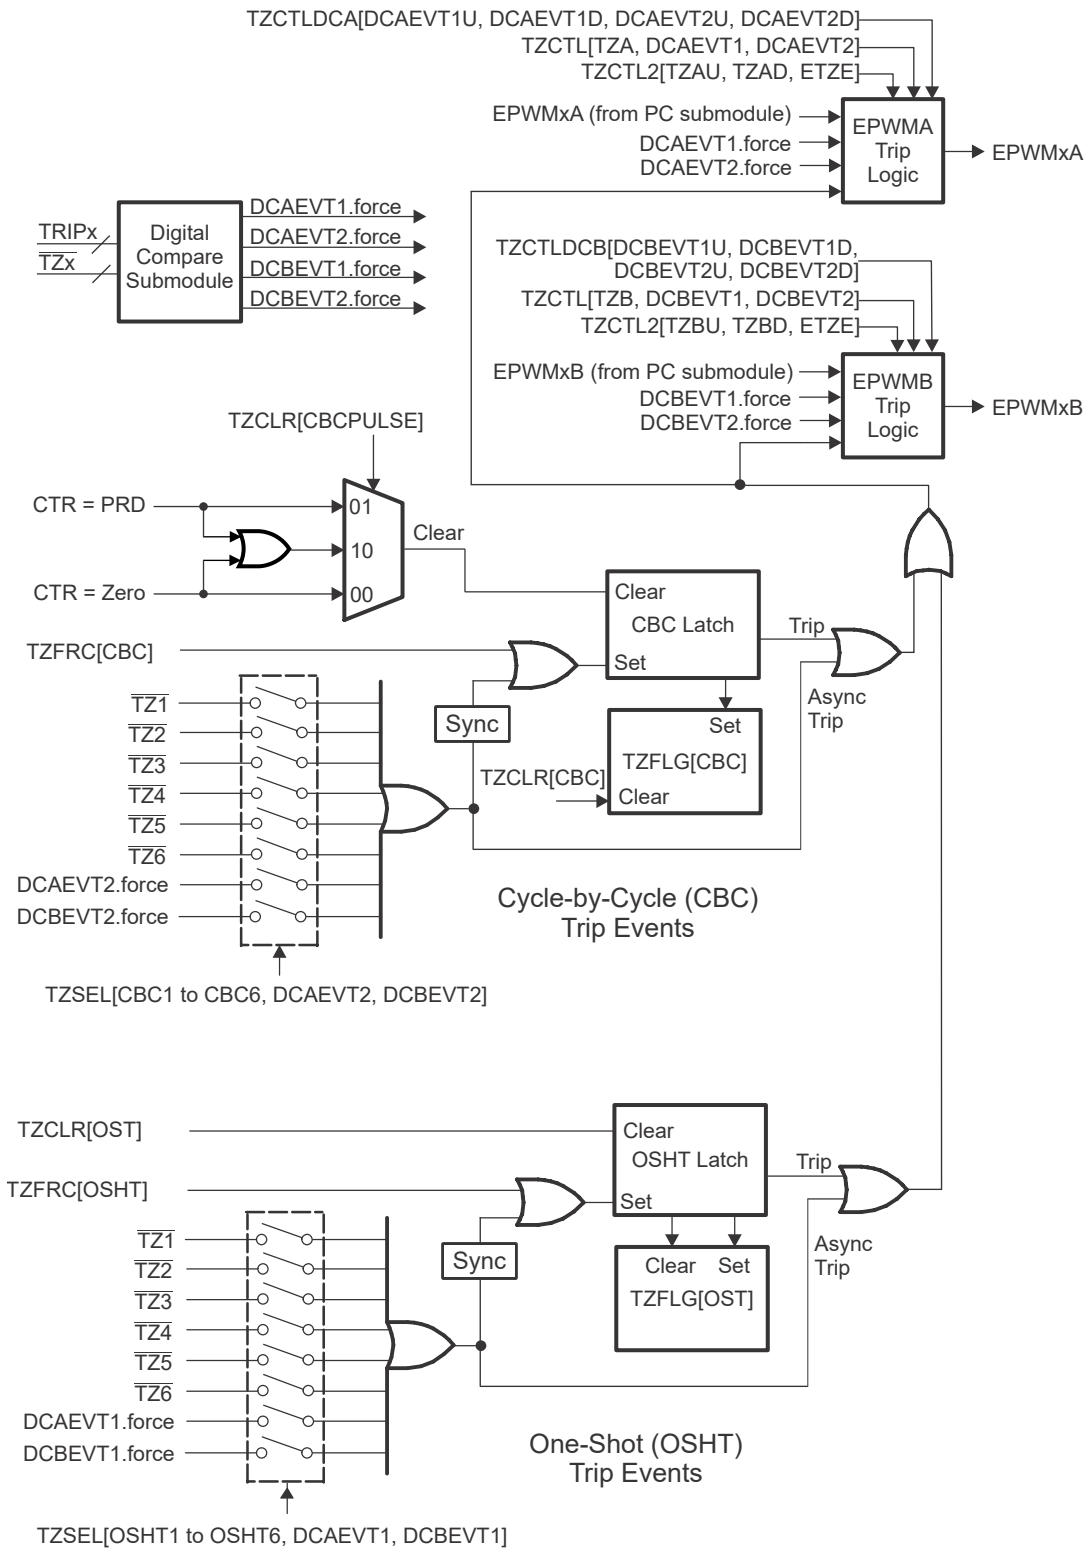 TZCTLDCA[DCAEVT1U, DCAEVT1D, DCAEVT2U, DCAEVT2D]
TZCTL[TZA, DCAEVT1, DCAEVT2]
TZCTL2[TZAU, TZAD, ETZE]
EPWMxA (from PC submodule)
DCAEVT1.force
DCAEVT2.force
EPWMA
Trip
Logic
EPWMxA
TRIPx
TZx
Digital
Compare
Submodule
DCAEVT1.force
DCAEVT2.force
DCBEVT1.force
DCBEVT2.force
TZCTLDCB[DCBEVT1U, DCBEVT1D,
DCBEVT2U, DCBEVT2D]
TZCTL[TZB, DCBEVT1, DCBEVT2]
TZCTL2[TZBU, TZBD, ETZE]
EPWMxB (from PC submodule)
DCBEVT1.force
DCBEVT2.force
EPWMB
Trip
Logic
EPWMxB
TZCLR[CBCPULSE]
CTR = PRD
CTR = Zero
01
10
00
Clear
Clear
CBC Latch
Set
Trip
Async
Trip
TZFRC[CBC]
TZ1
TZ2
TZ3
TZ4
TZ5
TZ6
DCAEVT2.force
DCBEVT2.force
Sync
Set
TZFLG[CBC]
Clear
TZCLR[CBC]
Cycle-by-Cycle (CBC)
Trip Events
TZSEL[CBC1 to CBC6, DCAEVT2, DCBEVT2]
TZCLR[OST]
TZFRC[OSHT]
Clear
OSHT Latch
Set
Trip
Async
Trip
TZ1
TZ2
TZ3
TZ4
TZ5
TZ6
DCAEVT1.force
DCBEVT1.force
Sync
Clear Set
TZFLG[OST]
One-Shot (OSHT)
Trip Events
TZSEL[OSHT1 to OSHT6, DCAEVT1, DCBEVT1]